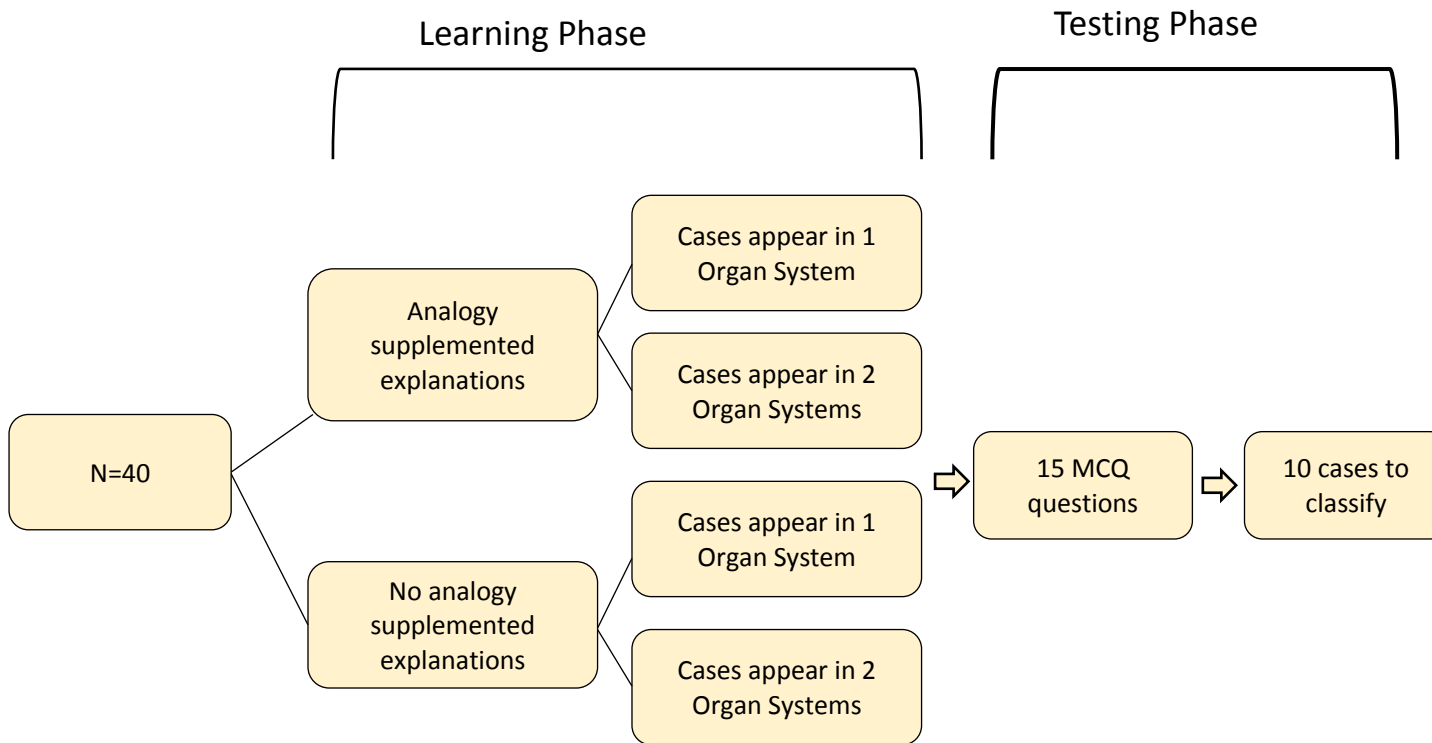 Learning Phase
Testing Phase
N=40
Analogy
supplemented
explanations
No analogy
supplemented
explanations
Cases appear in 1
Organ System
Cases appear in 2
Organ Systems
Cases appear in 1
Organ System
Cases appear in 2
Organ Systems
15 MCQ
questions
10 cases to
classify